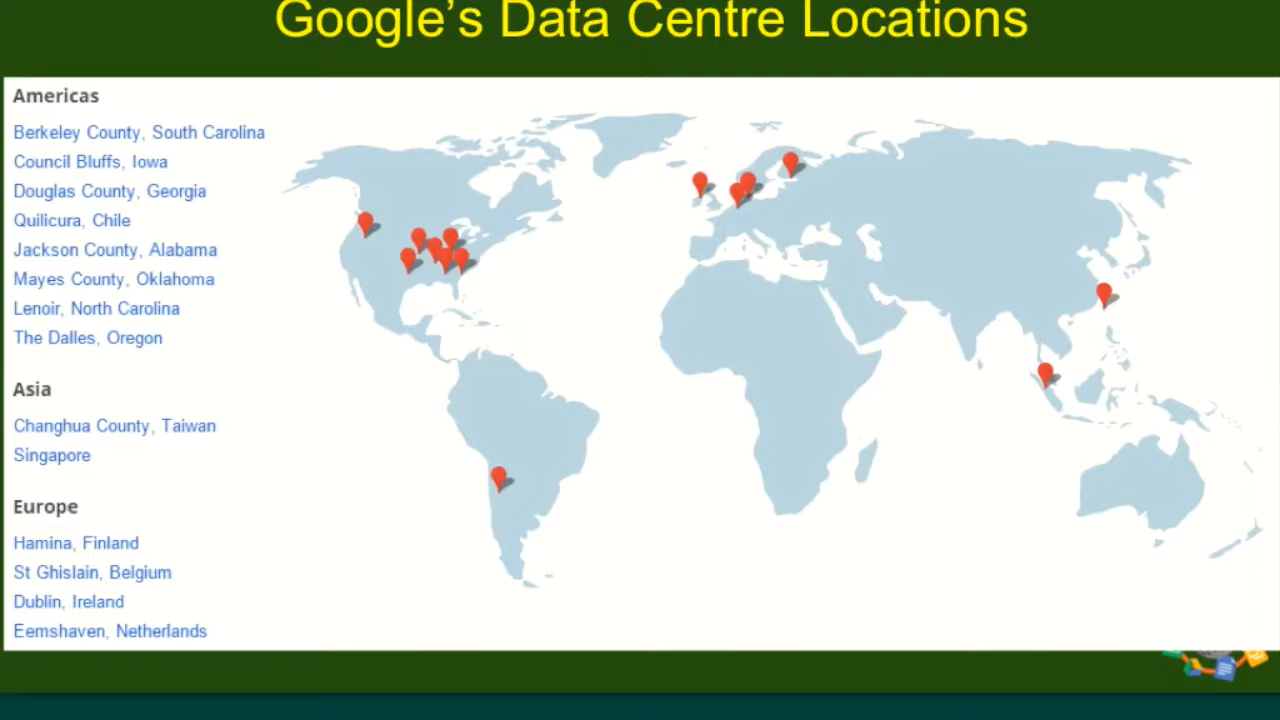 Google's Data Centre Locations
Americas
Berkeley County, South Carolina
Council Bluffs, Iowa
Douglas County, Georgia
Quilicura, Chile
Jackson County, Alabama
Mayes County, Oklahoma
Lenoir, North Carolina
The Dalles, Oregon
Asia
Changhua County, Taiwan
Singapore
Europe
Hamina, Finland
St Ghislain, Belgium
Dublin, Ireland
Eemshaven, Netherlands